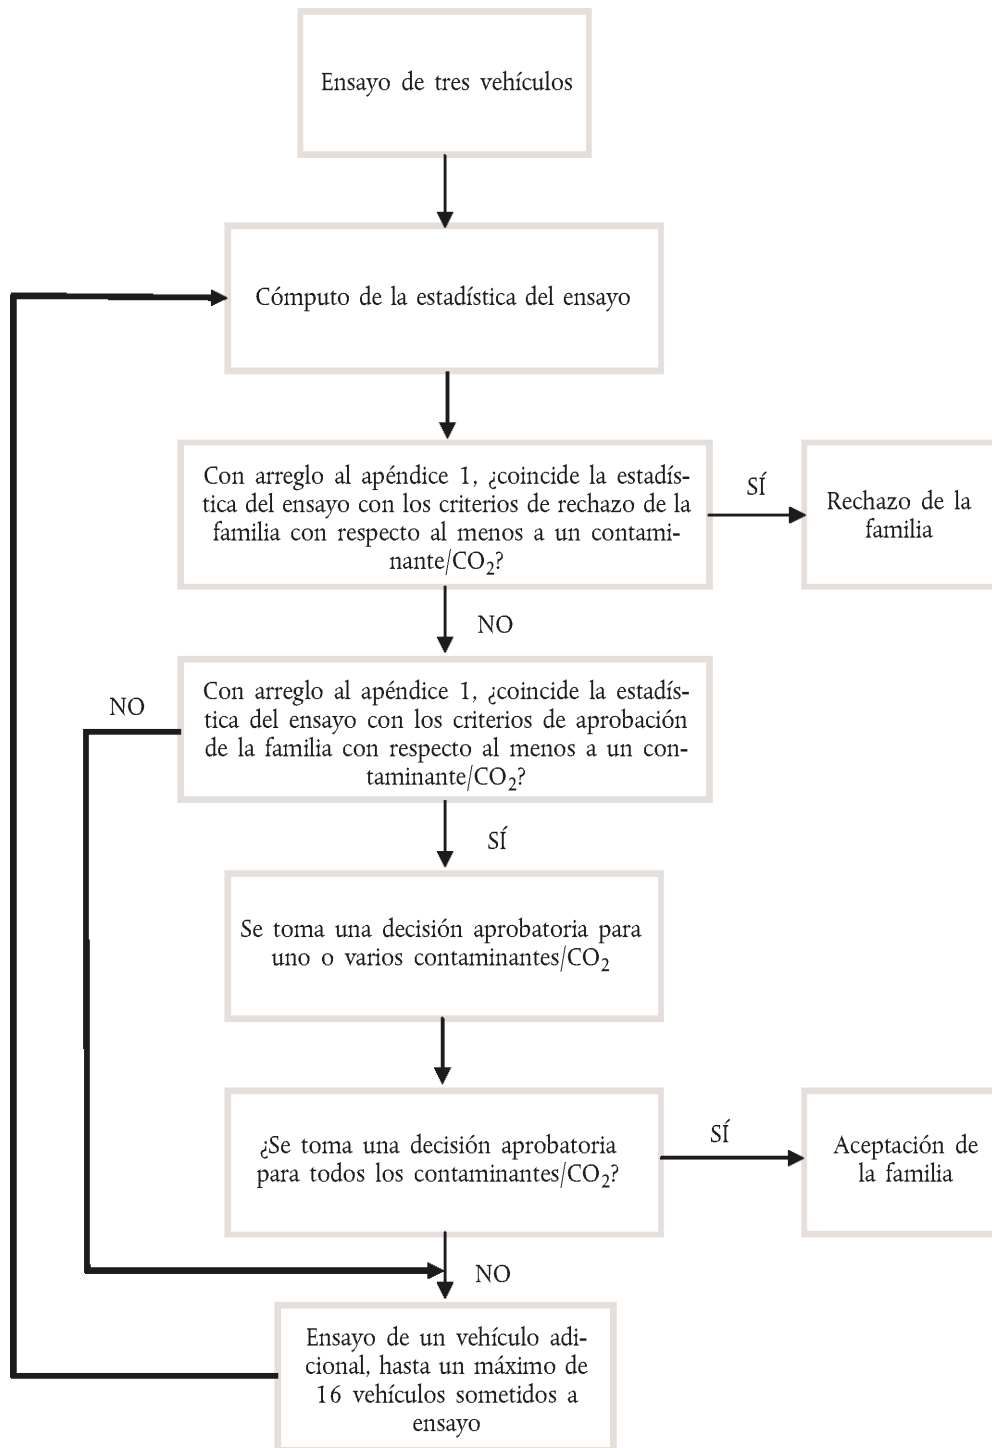 Ensayo de tres vehículos
Cómputo de la estadística del ensayo
Con arreglo al apéndice 1, ¿coincide la estadís-
tica del ensayo con los criterios de rechazo de la
familia con respecto al menos a un contami-
nante/CO₂?
SÍ
Rechazo de la
familia
NO
Con arreglo al apéndice 1, ¿coincide la estadís-
tica del ensayo con los criterios de aprobación
de la familia con respecto al menos a un con-
taminante/CO₂?
NO
SÍ
Se toma una decisión aprobatoria para
uno o varios contaminantes/CO₂
¿Se toma una decisión aprobatoria
para todos los contaminantes/CO₂?
SÍ
Aceptación de
la familia
NO
Ensayo de un vehículo adi-
cional, hasta un máximo de
16 vehículos sometidos a
ensayo